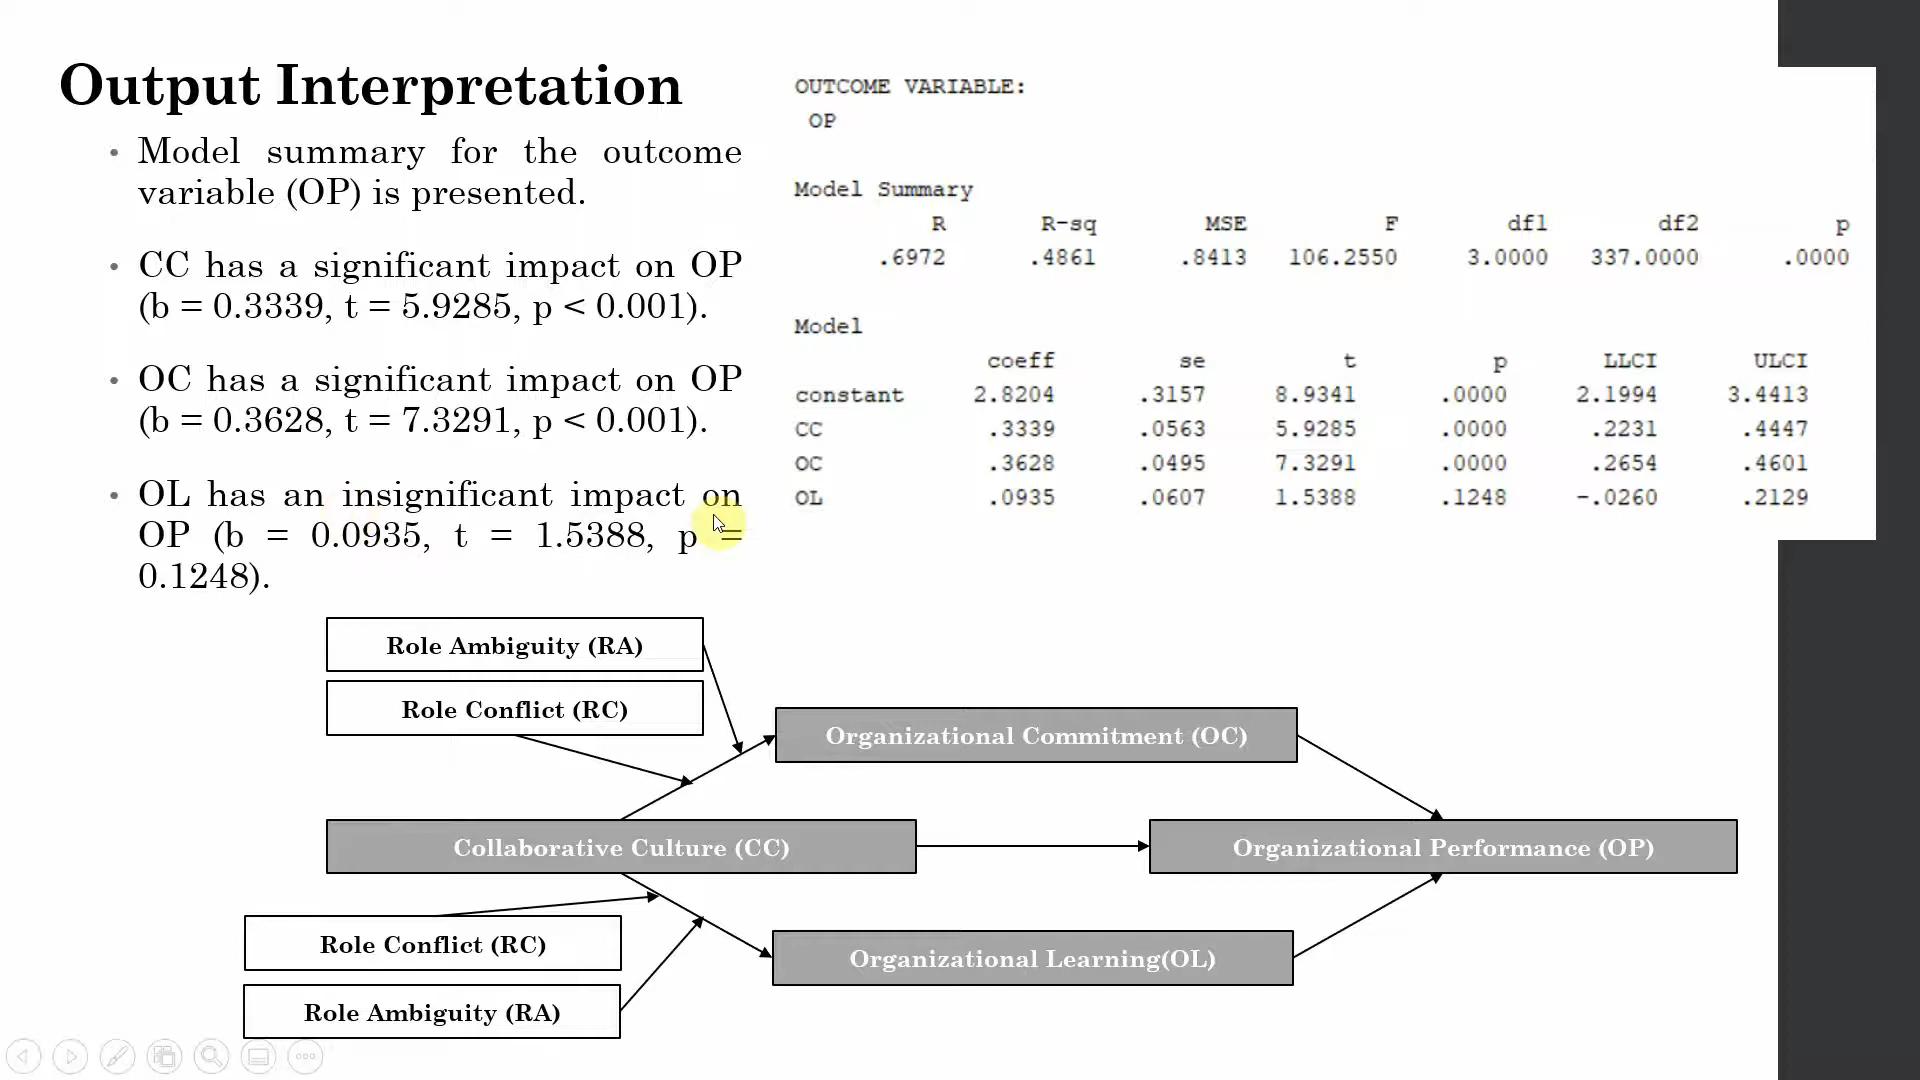 Output Interpretation
• Model summary for the outcome
variable (OP) is presented.
• CC has a significant impact on OP
(b = 0.3339, t = 5.9285, p < 0.001).
• OC has a significant impact on OP
(b = 0.3628, t = 7.3291, p < 0.001).
• OL has an insignificant impact on
OP (b = 0.0935, t = 1.5388, p =
0.1248).
OUTCOME VARIABLE:
OP
Model Summary
R R-sq MSE F df1 df2 p
.6972 .4861 .8413 106.2550 3.0000 337.0000 .0000
Model
coeff se t p LLCI ULCI
constant 2.8204 .3157 8.9341 .0000 2.1994 3.4413
CC .3339 .0563 5.9285 .0000 .2231 .4447
OC .3628 .0495 7.3291 .0000 .2654 .4601
OL .0935 .0607 1.5388 .1248 -.0260 .2129
Role Ambiguity (RA)
Role Conflict (RC)
Organizational Commitment (OC)
Collaborative Culture (CC)
Organizational Performance (OP)
Role Conflict (RC)
Organizational Learning(OL)
Role Ambiguity (RA)